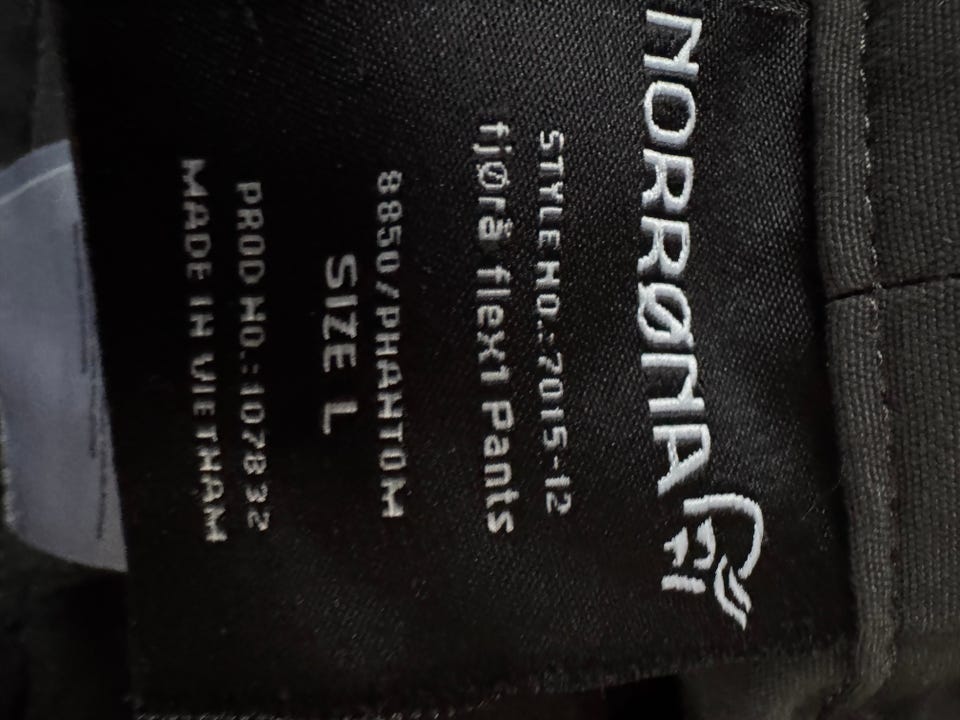 NORRØNA
STYLE NO.:7015-12
fjørå flex1 Pants
8850/PHANTOM
SIZE L
PROD NO.:107832
MADE IN VIETNAM